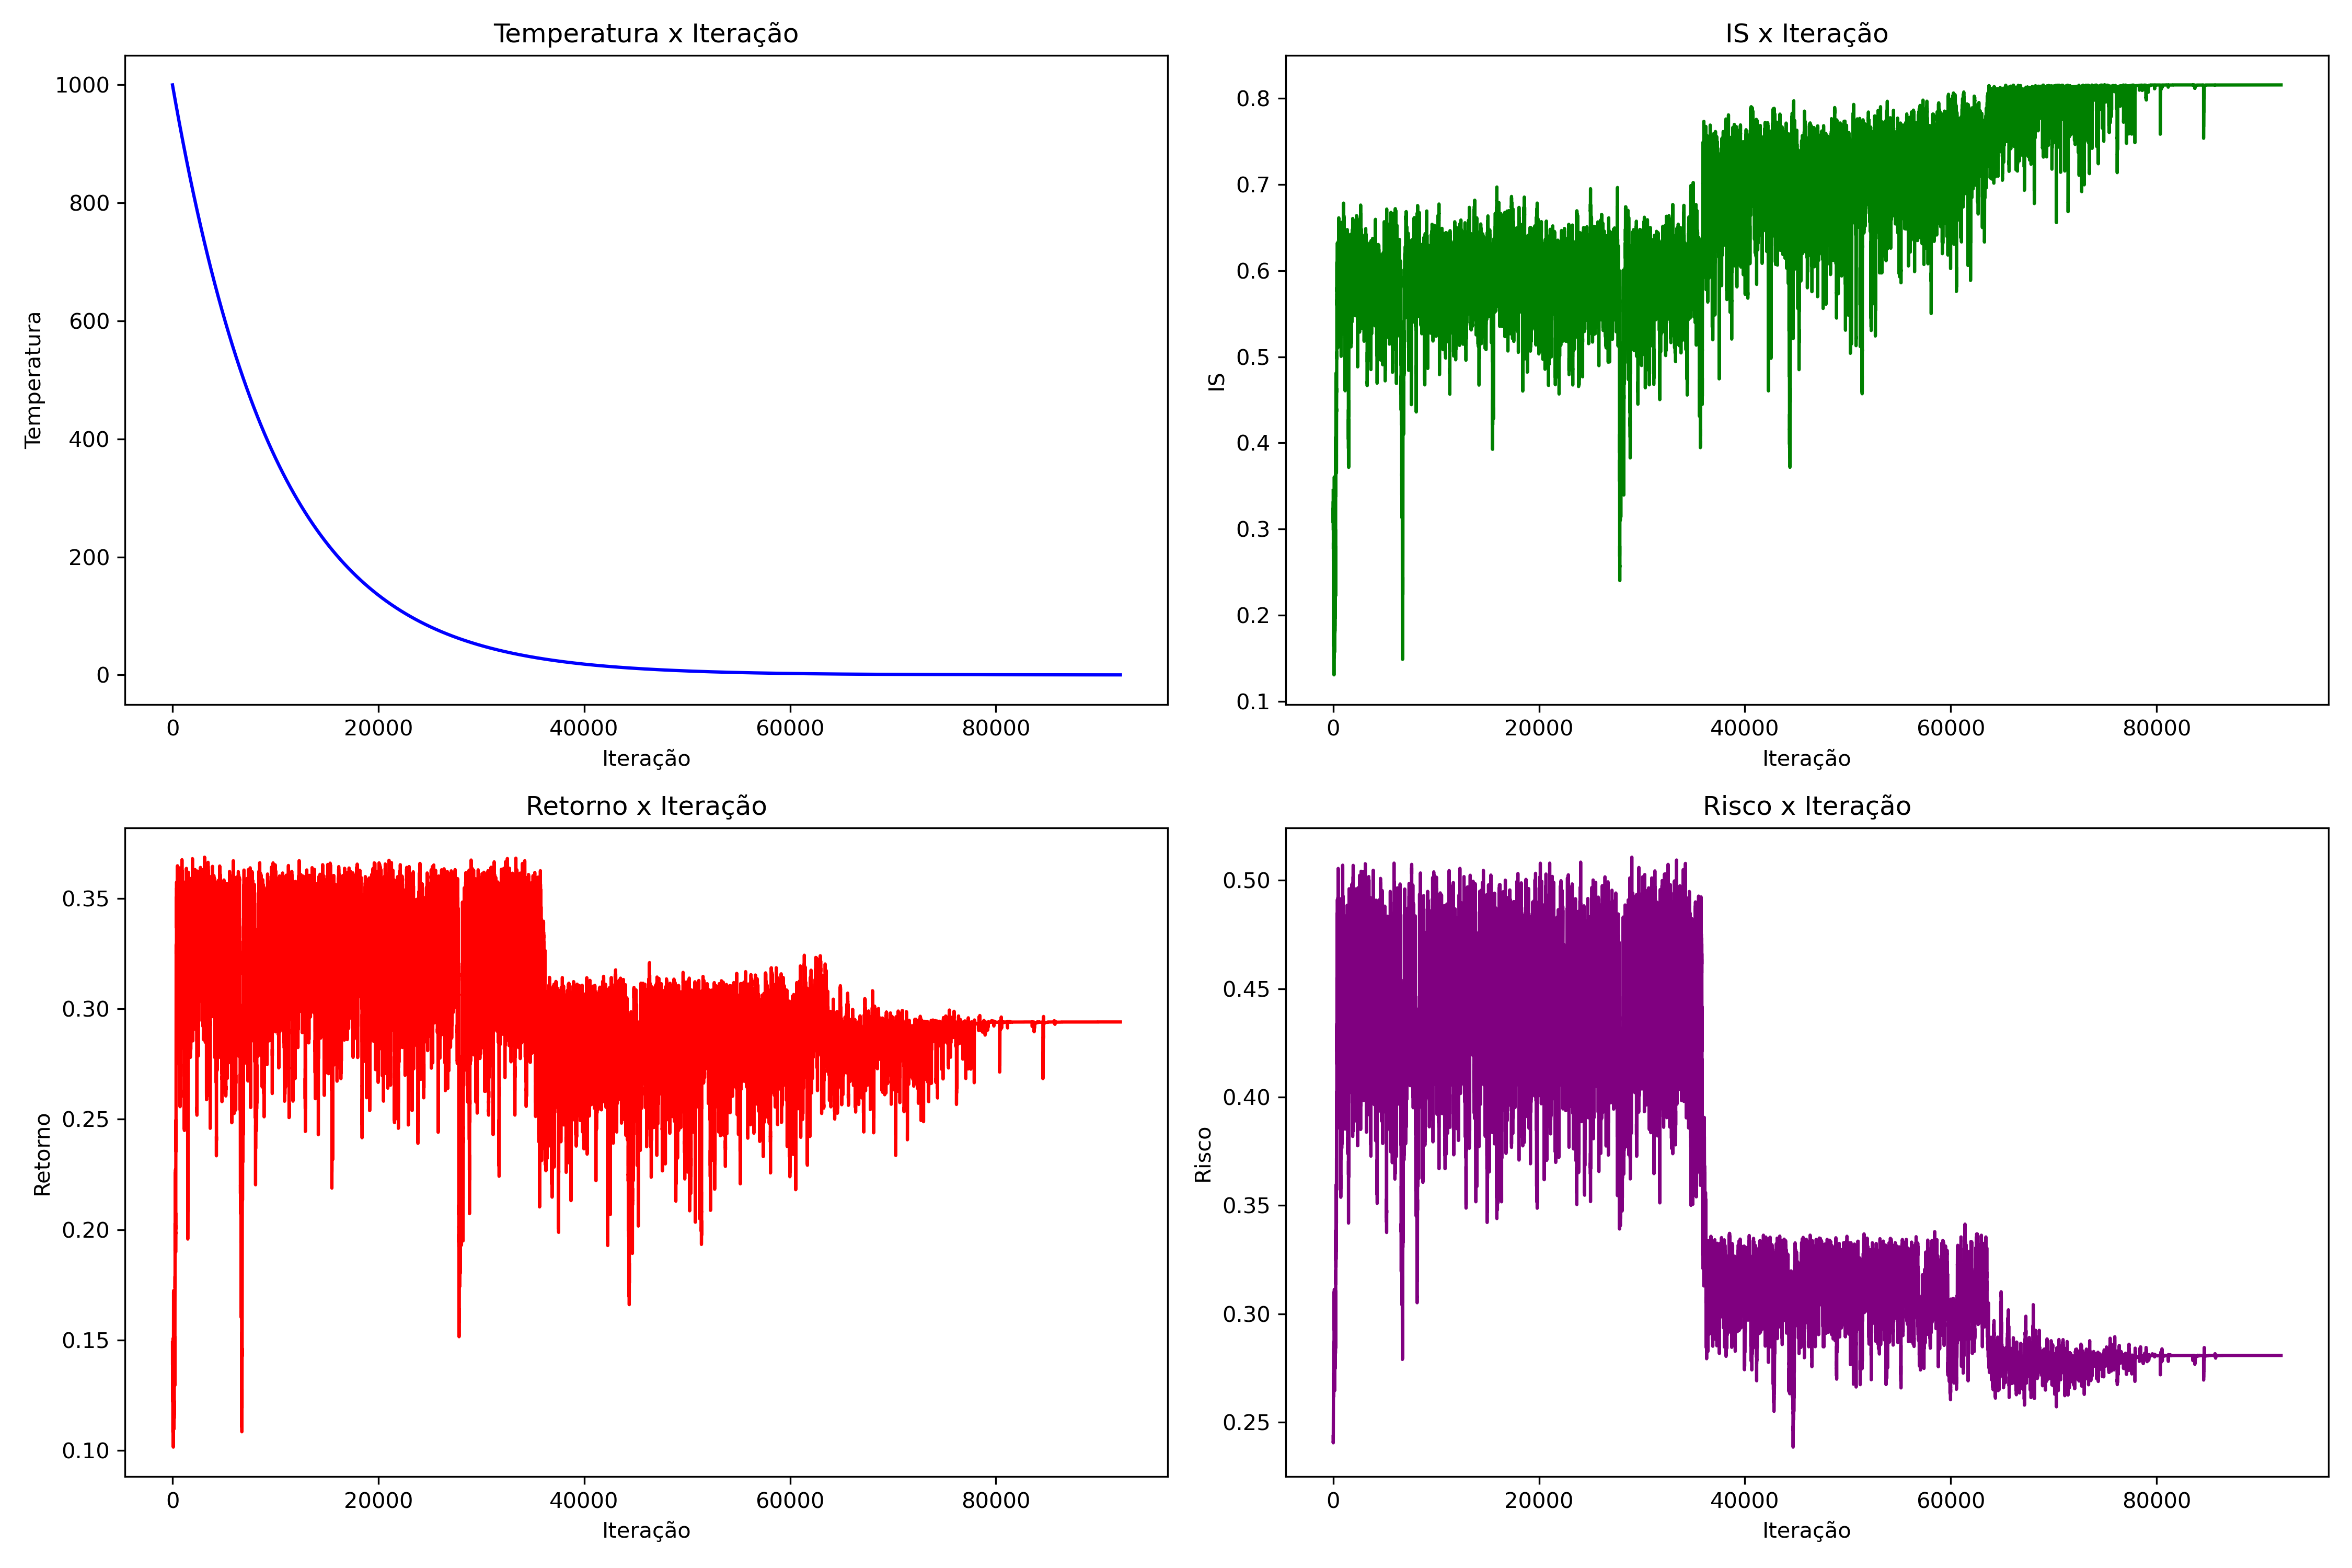 Temperatura x Iteração
1000
800
600
400
200
0
Temperatura
0 20000 40000 60000 80000
Iteração
IS x Iteração
0.8
0.7
0.6
0.5
0.4
0.3
0.2
0.1
IS
0 20000 40000 60000 80000
Iteração
Retorno x Iteração
0.35
0.30
0.25
0.20
0.15
0.10
Retorno
0 20000 40000 60000 80000
Iteração
Risco x Iteração
0.50
0.45
0.40
0.35
0.30
0.25
Risco
0 20000 40000 60000 80000
Iteração